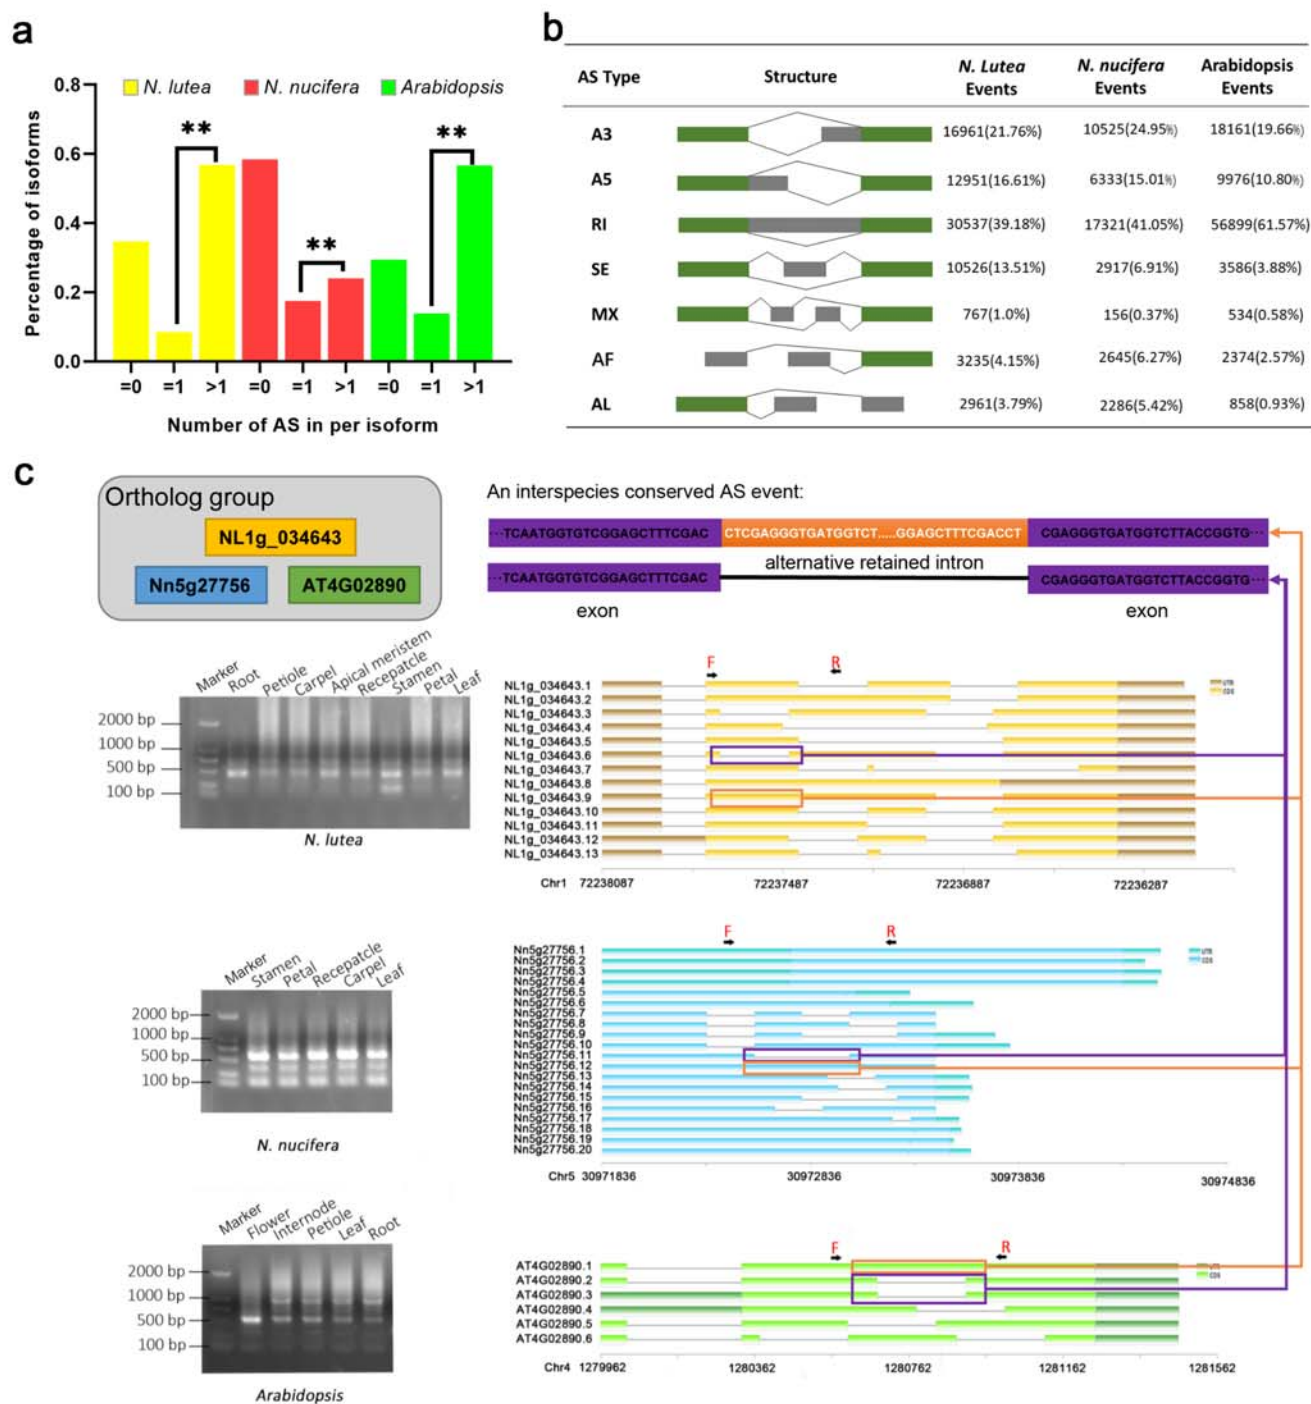 a
0.8
0.6
0.4
0.2
0.0
Percentage of isoforms
N. lutea
N. nucifera
Arabidopsis
**
**
**
=0 =1 >1 =0 =1 >1 =0 =1 >1
Number of AS in per isoform
b
AS Type Structure N. Lutea Events N. nucifera Events Arabidopsis Events
A3 16961(21.76%) 10525(24.95%) 18161(19.66%)
A5 12951(16.61%) 6333(15.01%) 9976(10.80%)
RI 30537(39.18%) 17321(41.05%) 56899(61.57%)
SE 10526(13.51%) 2917(6.91%) 3586(3.88%)
MX 767(1.0%) 156(0.37%) 534(0.58%)
AF 3235(4.15%) 2645(6.27%) 2374(2.57%)
AL 2961(3.79%) 2286(5.42%) 858(0.93%)
c
Ortholog group
NL1g_034643
Nn5g27756 AT4G02890
An interspecies conserved AS event:
···TCAATGGTGTCGGAGCTTTCGAC CTCGAGGGTGATGGTCT.....GGAGCTTTCGACCT CGAGGGTGATGGTCTTACCGGTG···
alternative retained intron
···TCAATGGTGTCGGAGCTTTCGAC CGAGGGTGATGGTCTTACCGGTG···
exon exon
Marker Root Petiole Carpel Apical meristem Recepatcle Stamen Petal Leaf
2000 bp
1000 bp
500 bp
100 bp
N. lutea
F R
NL1g_034643.1
NL1g_034643.2
NL1g_034643.3
NL1g_034643.4
NL1g_034643.5
NL1g_034643.6
NL1g_034643.7
NL1g_034643.8
NL1g_034643.9
NL1g_034643.10
NL1g_034643.11
NL1g_034643.12
NL1g_034643.13
UTR
CDS
Chr1 72238087 72237487 72236887 72236287
Marker Stamen Petal Recepatcle Carpel Leaf
2000 bp
1000 bp
500 bp
100 bp
N. nucifera
F R
Nn5g27756.1
Nn5g27756.2
Nn5g27756.3
Nn5g27756.4
Nn5g27756.5
Nn5g27756.6
Nn5g27756.7
Nn5g27756.8
Nn5g27756.9
Nn5g27756.10
Nn5g27756.11
Nn5g27756.12
Nn5g27756.13
Nn5g27756.14
Nn5g27756.15
Nn5g27756.16
Nn5g27756.17
Nn5g27756.18
Nn5g27756.19
Nn5g27756.20
UTR
CDS
Chr5 30971836 30972836 30973836 30974836
Marker Flower Internode Petiole Leaf Root
2000 bp
1000 bp
500 bp
100 bp
Arabidopsis
F R
AT4G02890.1
AT4G02890.2
AT4G02890.3
AT4G02890.4
AT4G02890.5
AT4G02890.6
CDS
Chr4 1279962 1280362 1280762 1281162 1281562